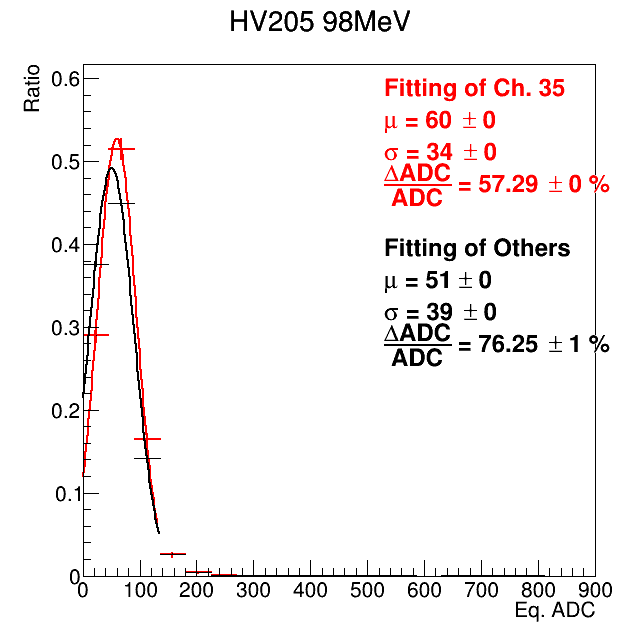 HV205 98MeV
Ratio
0.6
0.5
0.4
0.3
0.2
0.1
0
0 100 200 300 400 500 600 700 800 900
Eq. ADC
Fitting of Ch. 35
μ = 60 ± 0
σ = 34 ± 0
ΔADC
ADC = 57.29 ± 0 %
Fitting of Others
μ = 51 ± 0
σ = 39 ± 0
ΔADC
ADC = 76.25 ± 1 %